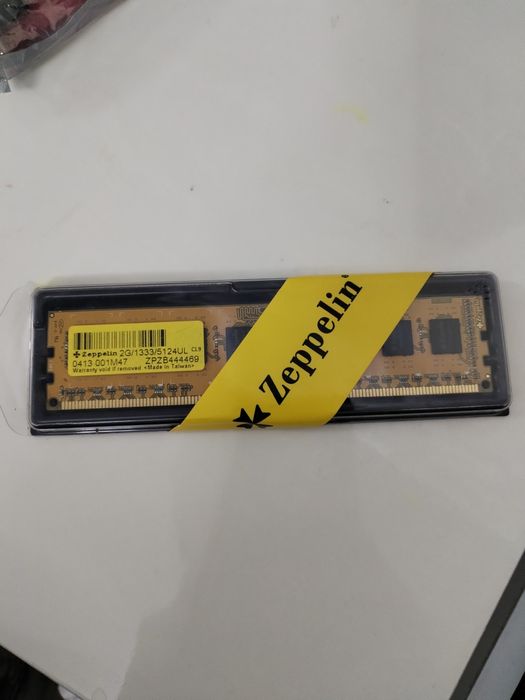 Zeppelin 2G/1333/5124UL CL9
0413 001M47 ZPZB444469
Warranty void if removed <Made in Taiwan>
Zeppelin